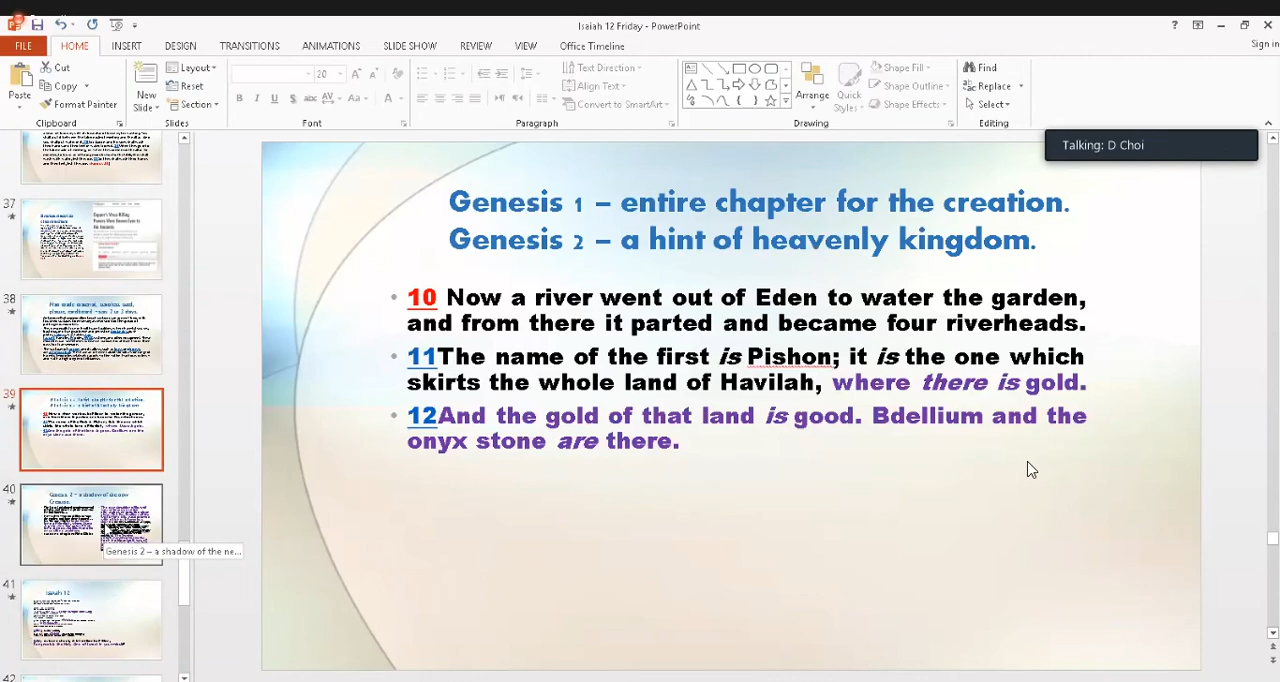 Isaiah 12 Friday - PowerPoint
Sign in
FILE HOME INSERT DESIGN TRANSITIONS ANIMATIONS SLIDE SHOW REVIEW VIEW Office Timeline
Paste
Cut
Copy
Format Painter
Clipboard
New
Slide
Layout
Reset
Section
Slides
20
Font
Text Direction
Align Text
Convert to SmartArt
Paragraph
Arrange
Quick
Styles
Shape Fill
Shape Outline
Shape Effects
Drawing
Find
Replace
Select
Editing
Talking: D Choi
37
38
39
40
Genesis 2 – a shadow of the ne...
41
Isaiah 12
42
Genesis 1 – entire chapter for the creation.
Genesis 2 – a hint of heavenly kingdom.
• 10 Now a river went out of Eden to water the garden,
and from there it parted and became four riverheads.
• 11The name of the first is Pishon; it is the one which
skirts the whole land of Havilah, where there is gold.
• 12And the gold of that land is good. Bdellium and the
onyx stone are there.